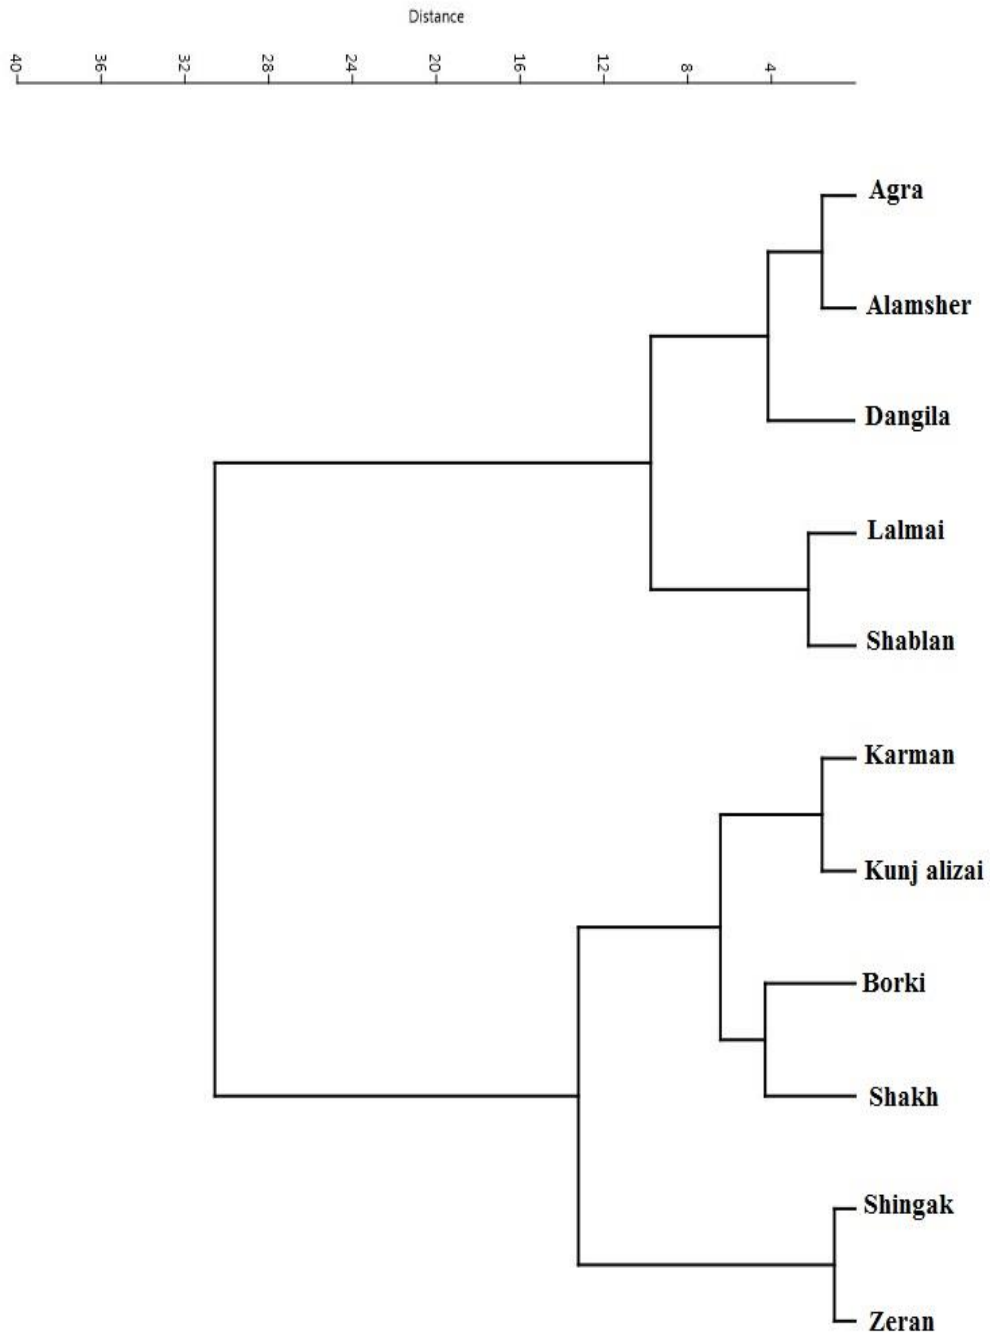 Distance
40 36 32 28 24 20 16 12 8 4
Agra
Alamsher
Dangila
Lalmai
Shablan
Karman
Kunj alizai
Borki
Shakh
Shingak
Zeran